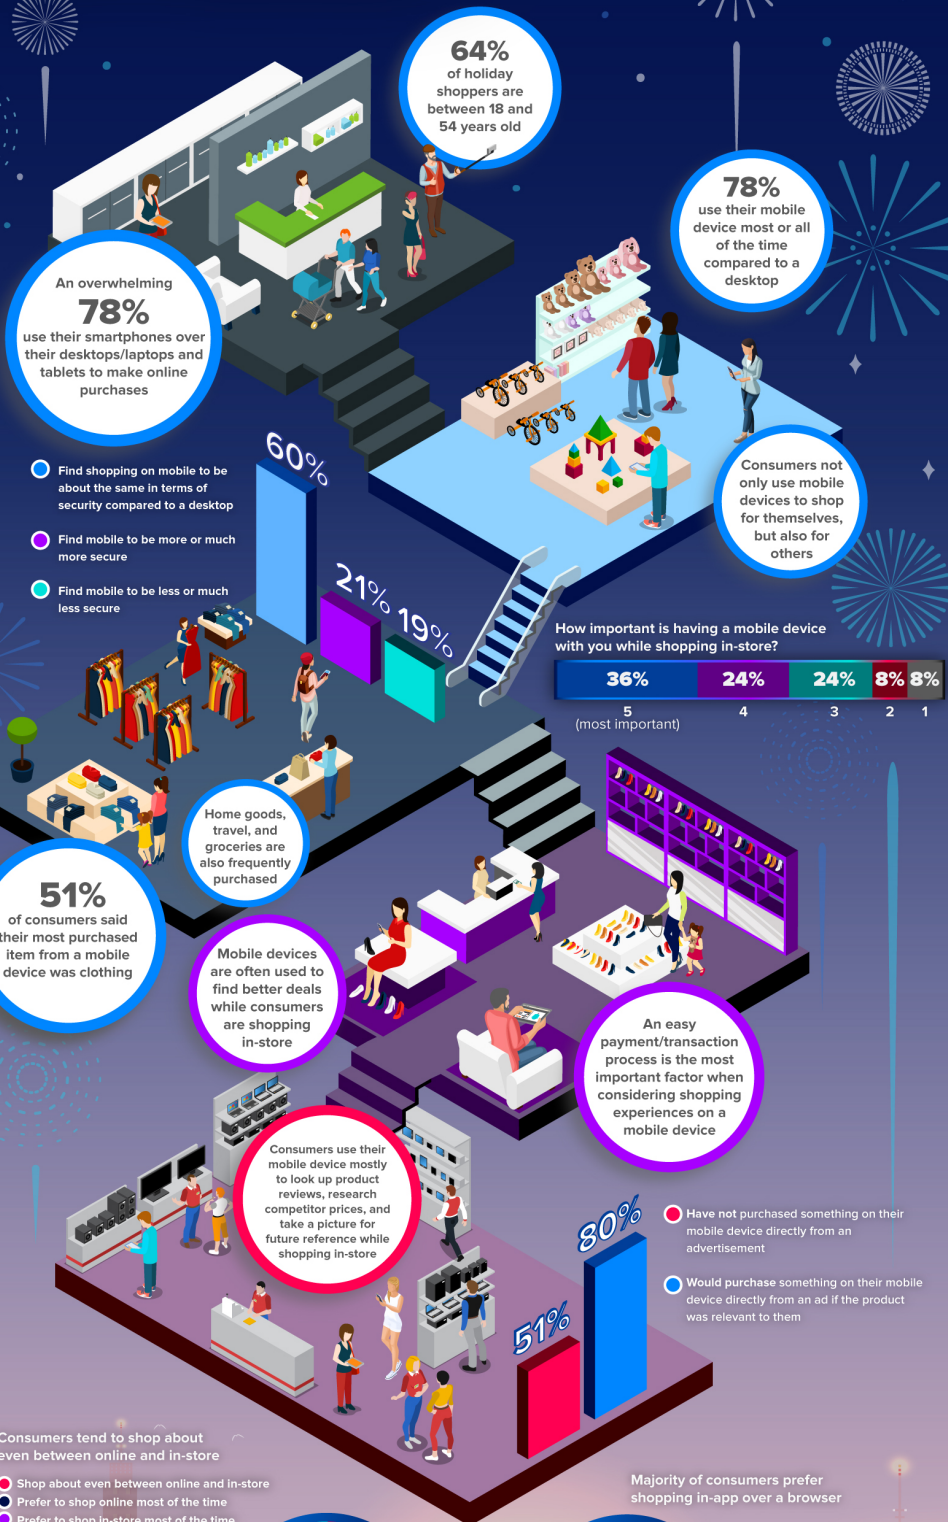 64%
of holiday
shoppers are
between 18 and
54 years old
78%
use their mobile
device most or all
of the time
compared to a
desktop
An overwhelming
78%
use their smartphones over
their desktops/laptops and
tablets to make online
purchases
Consumers not
only use mobile
devices to shop
for themselves,
but also for
others
Find shopping on mobile to be
about the same in terms of
security compared to a desktop
Find mobile to be more or much
more secure
Find mobile to be less or much
less secure
60%
21%
19%
How important is having a mobile device
with you while shopping in-store?
36% 24% 24% 8% 8%
5 4 3 2 1
(most important)
Home goods,
travel, and
groceries are
also frequently
purchased
51%
of consumers said
their most purchased
item from a mobile
device was clothing
Mobile devices
are often used to
find better deals
while consumers
are shopping
in-store
An easy
payment/transaction
process is the most
important factor when
considering shopping
experiences on a
mobile device
Consumers use their
mobile device mostly
to look up product
reviews, research
competitor prices, and
take a picture for
future reference while
shopping in-store
80%
51%
Have not purchased something on their
mobile device directly from an
advertisement
Would purchase something on their mobile
device directly from an ad if the product
was relevant to them
Consumers tend to shop about
even between online and in-store
Shop about even between online and in-store
Prefer to shop online most of the time
Prefer to shop in-store most of the time
Majority of consumers prefer
shopping in-app over a browser